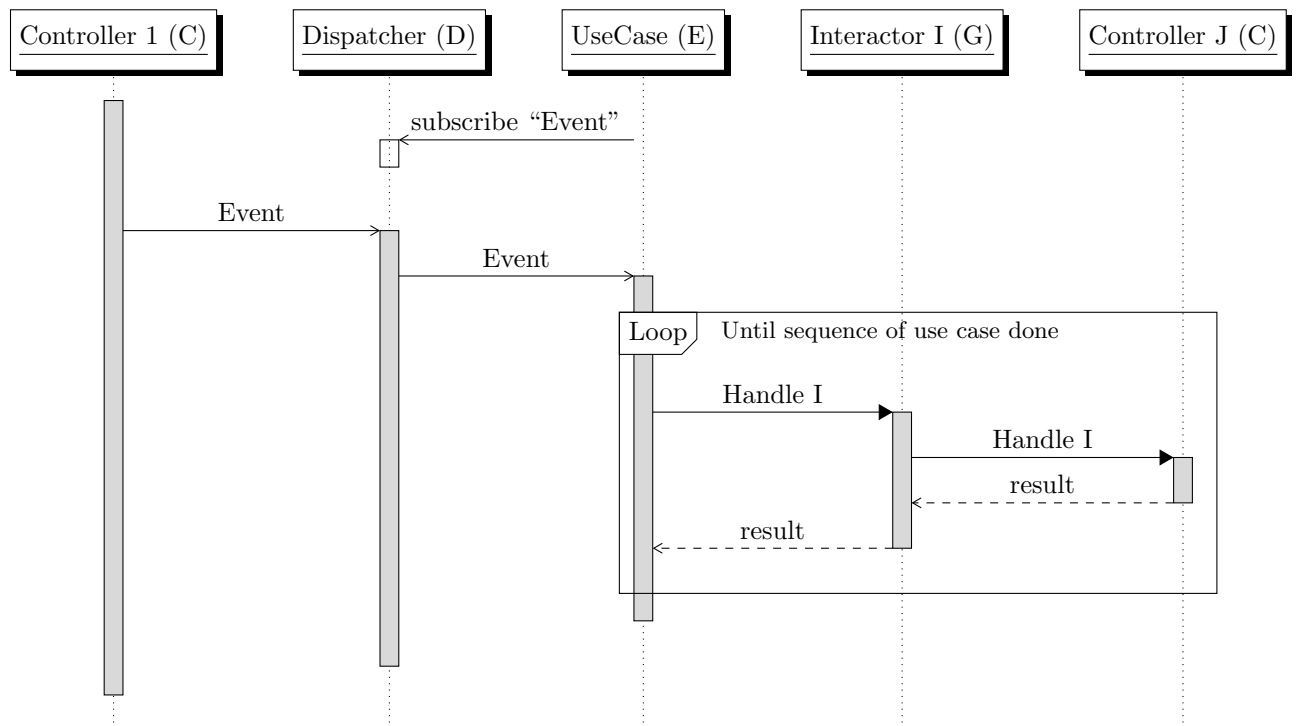 Controller 1 (C)
Dispatcher (D)
UseCase (E)
Interactor I (G)
Controller J (C)
subscribe “Event”
Event
Event
Loop
Until sequence of use case done
Handle I
Handle I
result
result